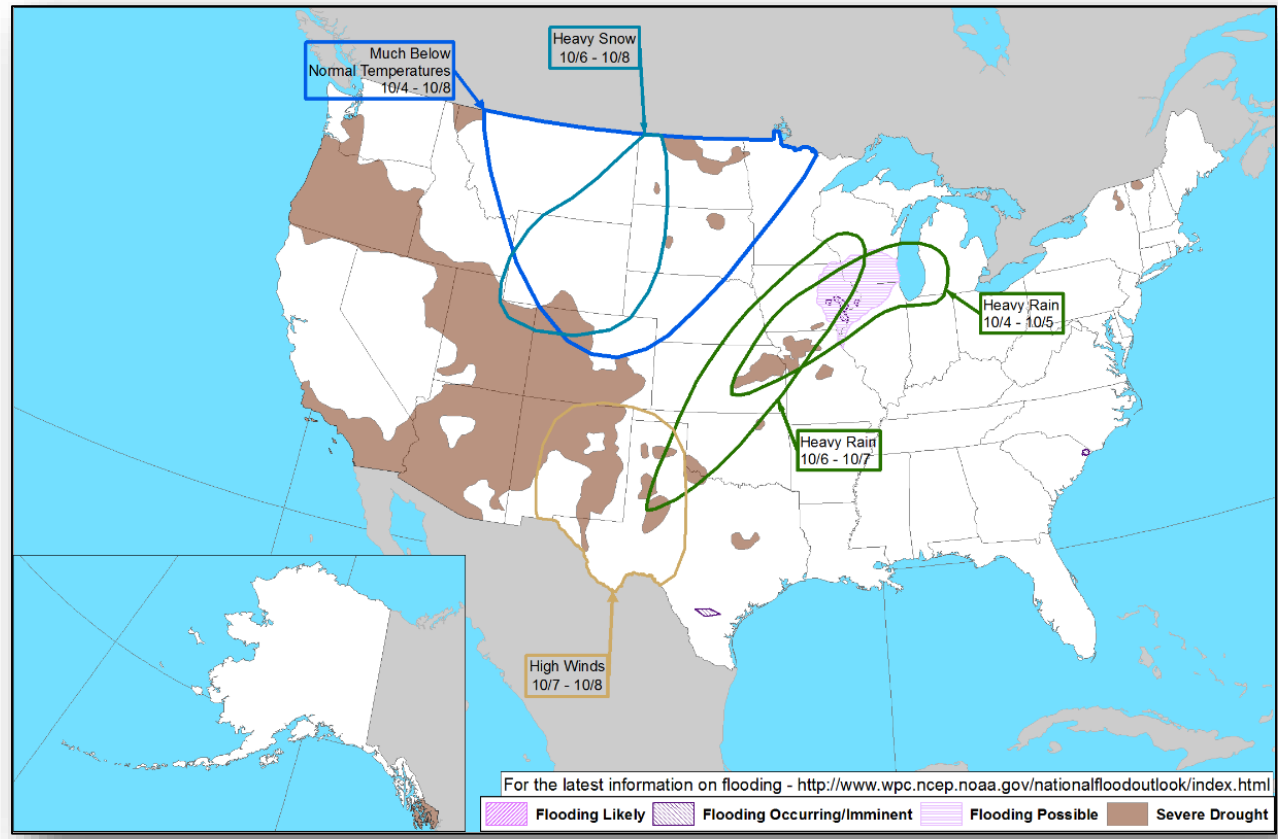 Heavy Snow
10/6 - 10/8
Much Below
Normal Temperatures
10/4 - 10/8
Heavy Rain
10/4 - 10/5
Heavy Rain
10/6 - 10/7
High Winds
10/7 - 10/8
For the latest information on flooding - http://www.wpc.ncep.noaa.gov/nationalfloodoutlook/index.html
Flooding Likely
Flooding Occurring/Imminent
Flooding Possible
Severe Drought